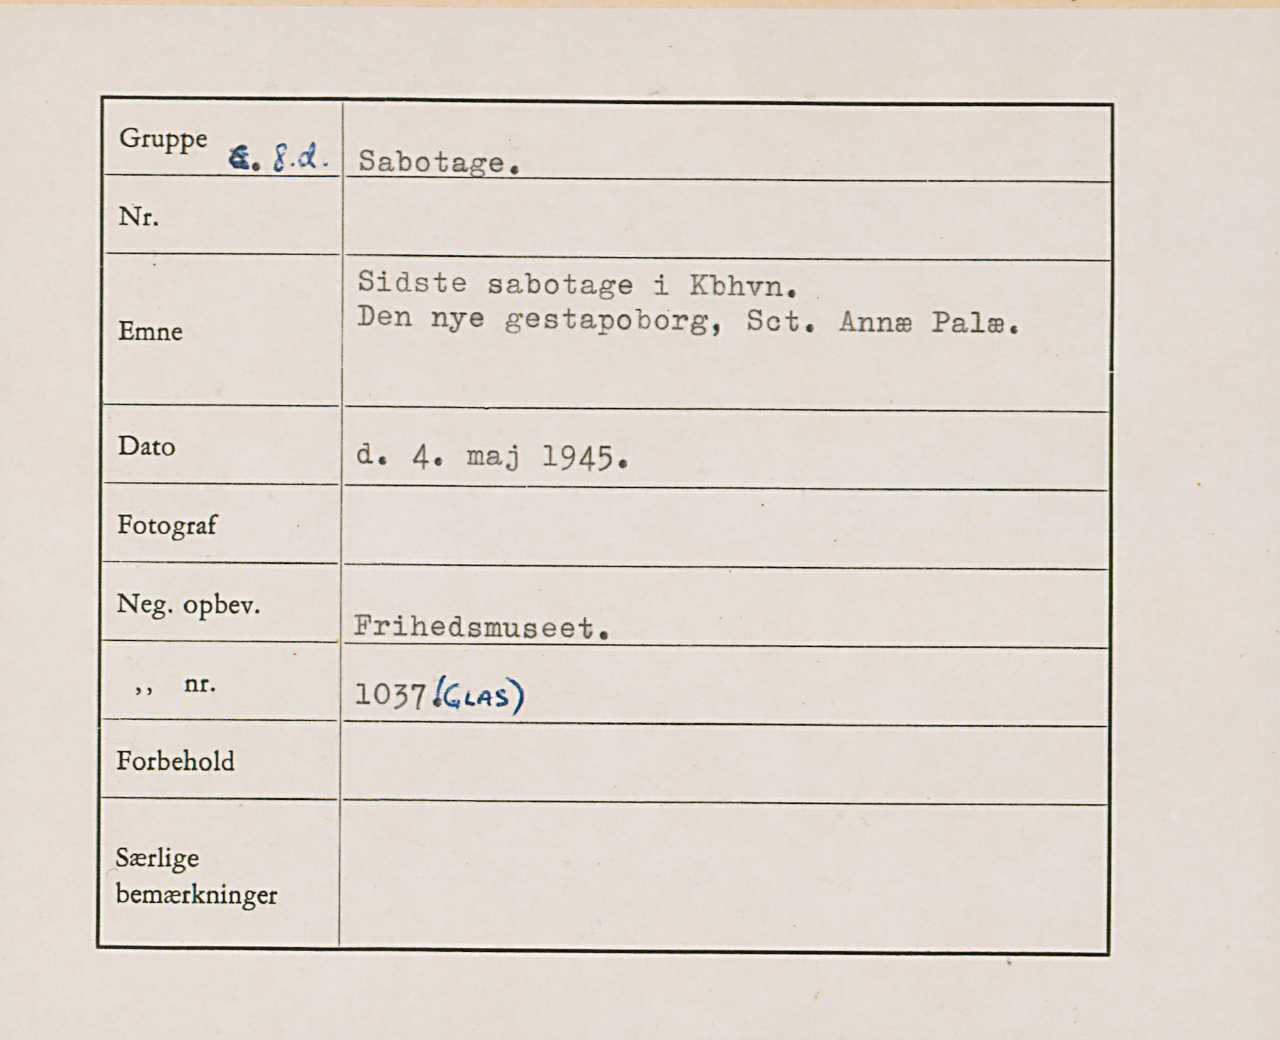 Gruppe 8.d. Sabotage.
Nr.
Sidste sabotage i Kbhvn.
Den nye gestapoborg, Sct. Annæ Palæ.
Emne
Dato d. 4. maj 1945.
Fotograf
Neg. opbev. Frihedsmuseet.
,, nr. 1037.(GLAS)
Forbehold
Særlige
bemærkninger